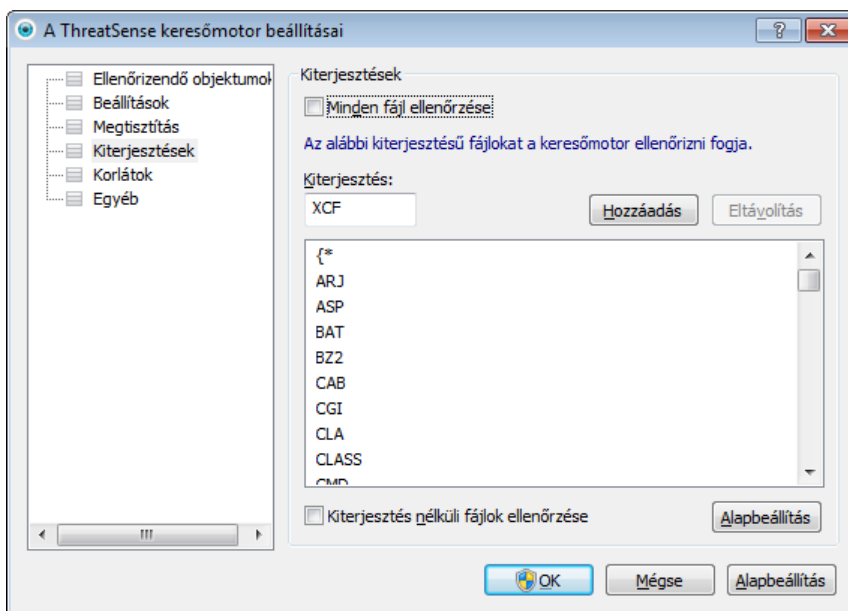 A ThreatSense keresőmotor beállításai
Ellenőrizendő objektumok
Beállítások
Megtisztítás
Kiterjesztések
Korlátok
Egyéb
Kiterjesztések
Minden fájl ellenőrzése
Az alábbi kiterjesztésű fájlokat a keresőmotor ellenőrizni fogja.
Kiterjesztés:
XCF
Hozzáadás
Eltávolítás
{*
ARJ
ASP
BAT
BZ2
CAB
CGI
CLA
CLASS
CMD
Kiterjesztés nélküli fájlok ellenőrzése
Alapbeállítás
OK
Mégse
Alapbeállítás